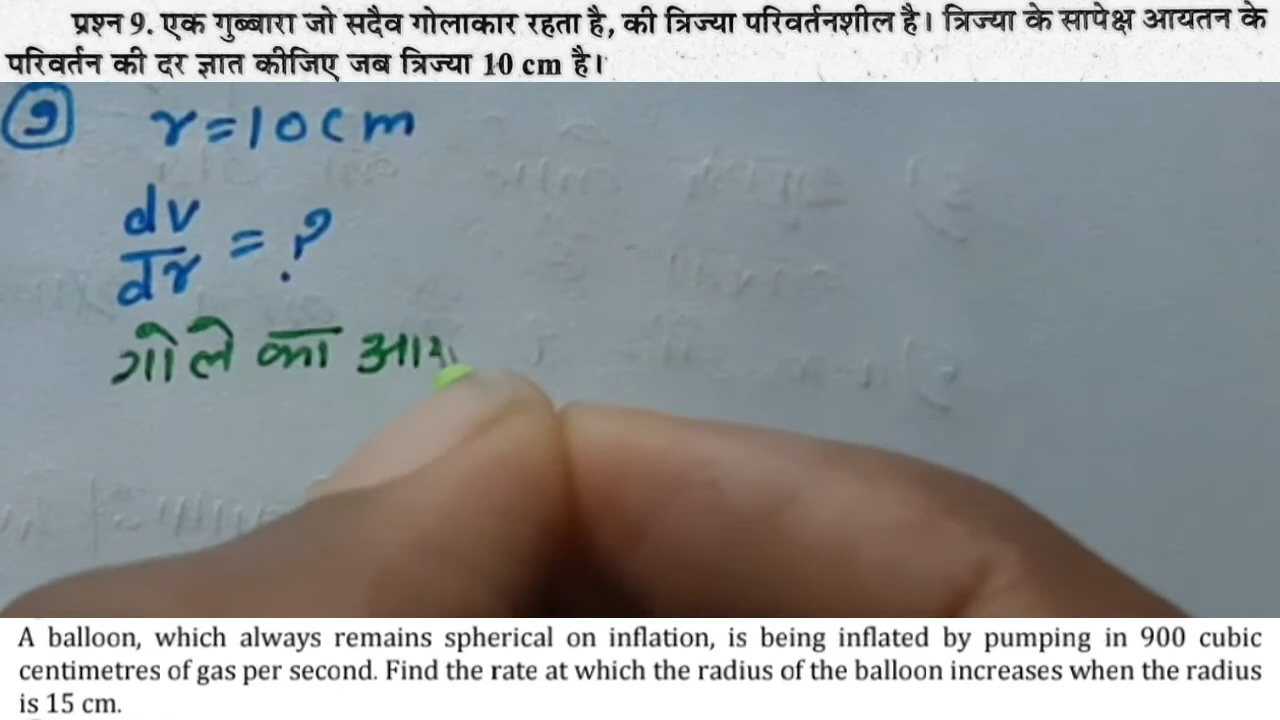 प्रश्न 9. एक गुब्बारा जो सदैव गोलाकार रहता है, की त्रिज्या परिवर्तनशील है। त्रिज्या के सापेक्ष आयतन के
परिवर्तन की दर ज्ञात कीजिए जब त्रिज्या 10 cm है।
9 r=10cm
dv
dr = ?
गोले का
A balloon, which always remains spherical on inflation, is being inflated by pumping in 900 cubic
centimetres of gas per second. Find the rate at which the radius of the balloon increases when the radius
is 15 cm.